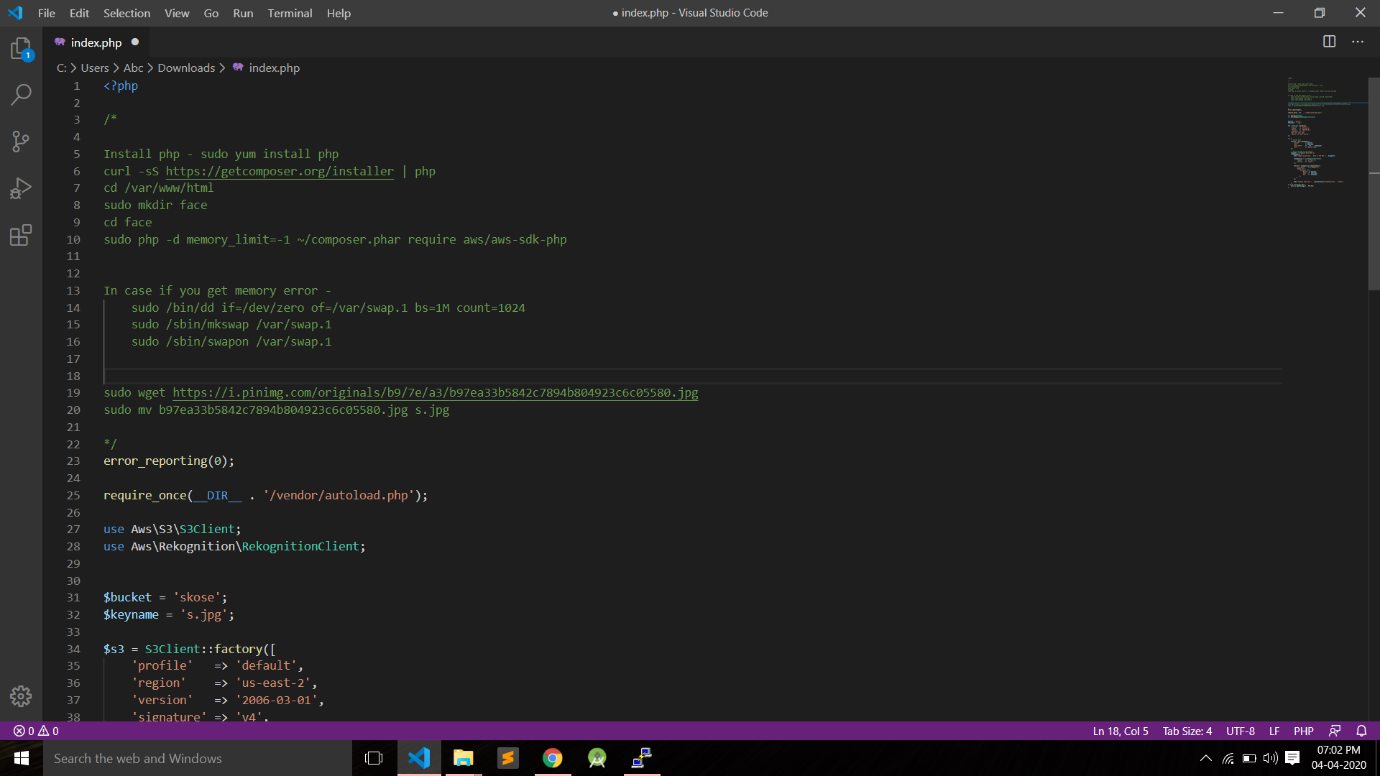 File Edit Selection View Go Run Terminal Help ● index.php - Visual Studio Code
index.php ●
C: > Users > Abc > Downloads > index.php
1 <?php
2
3 /*
4
5 Install php - sudo yum install php
6 curl -sS https://getcomposer.org/installer | php
7 cd /var/www/html
8 sudo mkdir face
9 cd face
10 sudo php -d memory_limit=-1 ~/composer.phar require aws/aws-sdk-php
11
12
13 In case if you get memory error -
14 sudo /bin/dd if=/dev/zero of=/var/swap.1 bs=1M count=1024
15 sudo /sbin/mkswap /var/swap.1
16 sudo /sbin/swapon /var/swap.1
17
18
19 sudo wget https://i.pinimg.com/originals/b9/7e/a3/b97ea33b5842c7894b804923c6c05580.jpg
20 sudo mv b97ea33b5842c7894b804923c6c05580.jpg s.jpg
21
22 */
23 error_reporting(0);
24
25 require_once(__DIR__ . '/vendor/autoload.php');
26
27 use Aws\S3\S3Client;
28 use Aws\Rekognition\RekognitionClient;
29
30
31 $bucket = 'skose';
32 $keyname = 's.jpg';
33
34 $s3 = S3Client::factory([
35 'profile' => 'default',
36 'region' => 'us-east-2',
37 'version' => '2006-03-01',
38 'signature' => 'v4',
1
0 0 Ln 18, Col 5 Tab Size: 4 UTF-8 LF PHP
Search the web and Windows
07:02 PM
04-04-2020